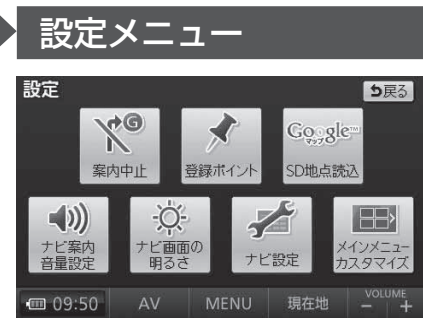 設定メニュー
設定
戻る
G
Google™
マップ
案内中止
登録ポイント
SD地点読込
ナビ案内
音量設定
ナビ画面の
明るさ
ナビ設定
メインメニュー
カスタマイズ
09:50
AV
MENU
現在地
VOLUME
− +